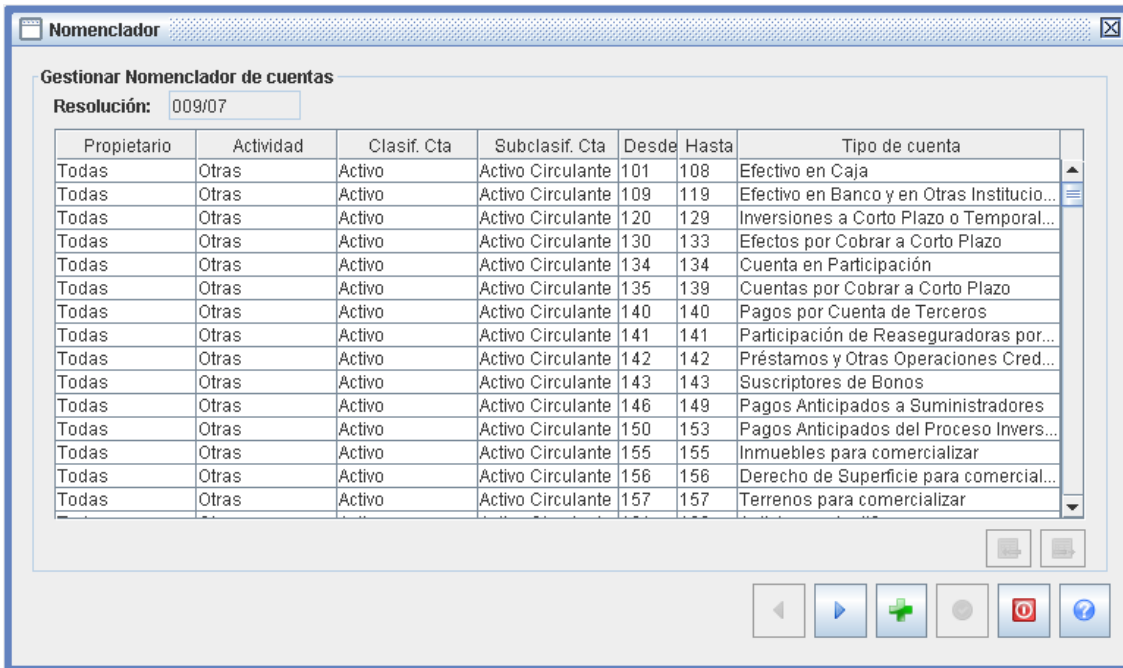 Nomenclador
Gestionar Nomenclador de cuentas
Resolución: 009/07
Propietario Actividad Clasif. Cta Subclasif. Cta Desde Hasta Tipo de cuenta
Todas Otras Activo Activo Circulante 101 108 Efectivo en Caja
Todas Otras Activo Activo Circulante 109 119 Efectivo en Banco y en Otras Institucio...
Todas Otras Activo Activo Circulante 120 129 Inversiones a Corto Plazo o Temporal...
Todas Otras Activo Activo Circulante 130 133 Efectos por Cobrar a Corto Plazo
Todas Otras Activo Activo Circulante 134 134 Cuenta en Participación
Todas Otras Activo Activo Circulante 135 139 Cuentas por Cobrar a Corto Plazo
Todas Otras Activo Activo Circulante 140 140 Pagos por Cuenta de Terceros
Todas Otras Activo Activo Circulante 141 141 Participación de Reaseguradoras por...
Todas Otras Activo Activo Circulante 142 142 Préstamos y Otras Operaciones Cred...
Todas Otras Activo Activo Circulante 143 143 Suscriptores de Bonos
Todas Otras Activo Activo Circulante 146 149 Pagos Anticipados a Suministradores
Todas Otras Activo Activo Circulante 150 153 Pagos Anticipados del Proceso Invers...
Todas Otras Activo Activo Circulante 155 155 Inmuebles para comercializar
Todas Otras Activo Activo Circulante 156 156 Derecho de Superficie para comercial...
Todas Otras Activo Activo Circulante 157 157 Terrenos para comercializar